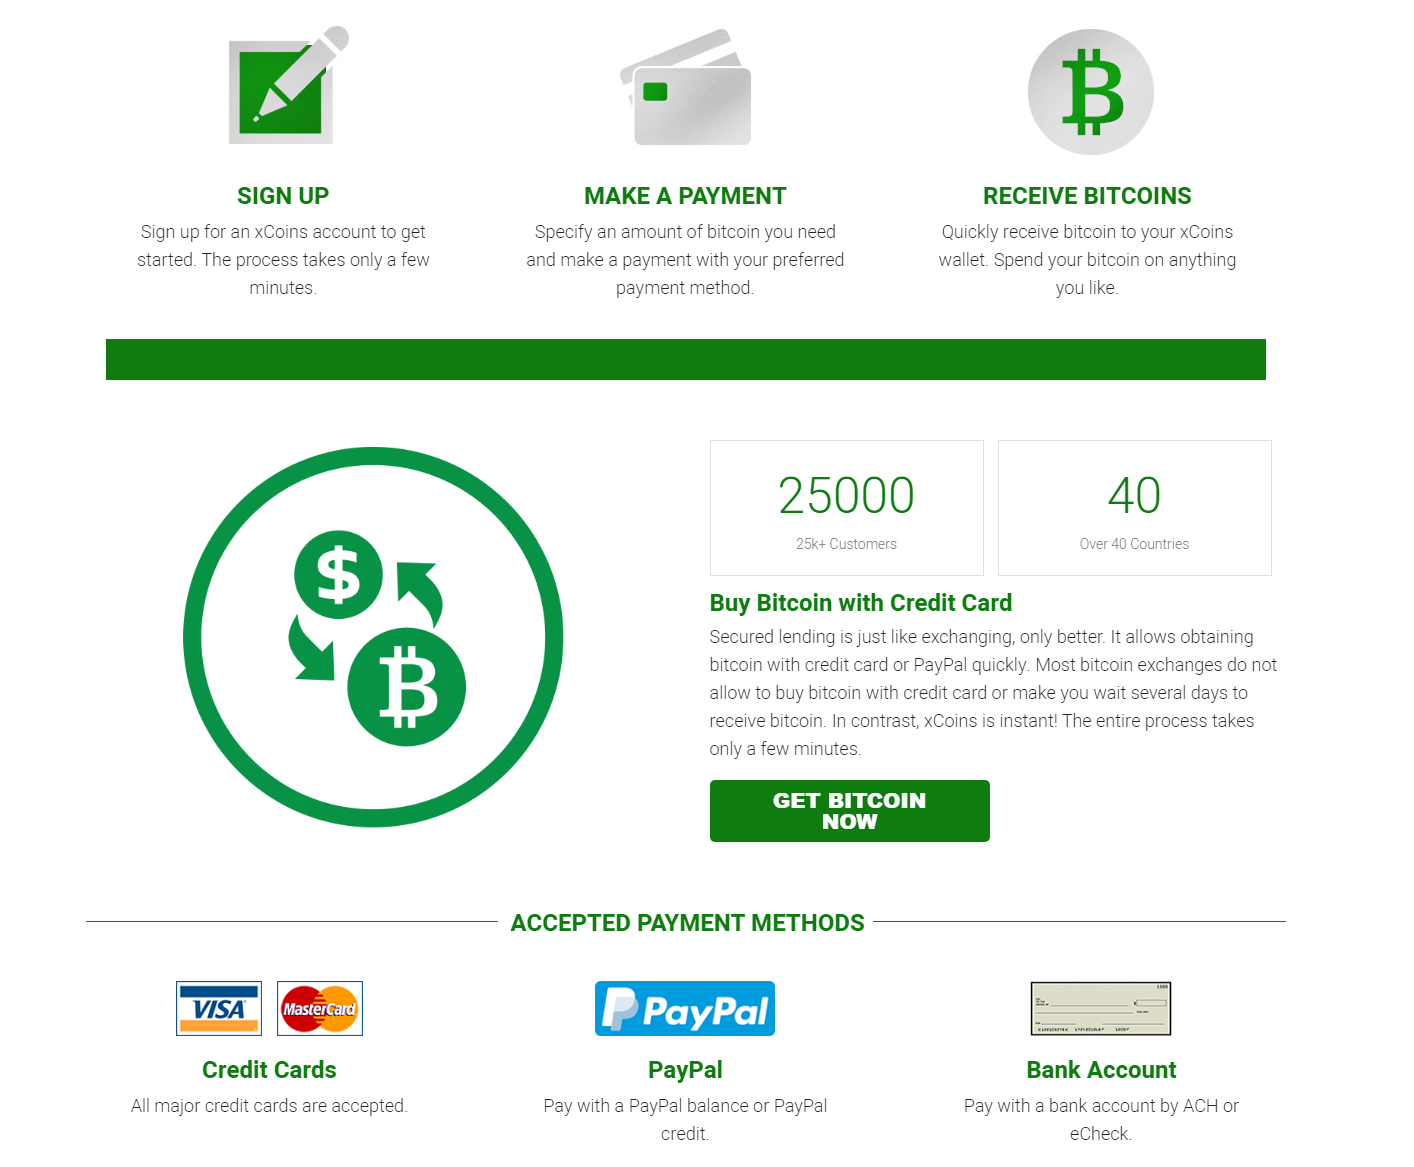 SIGN UP
Sign up for an xCoins account to get
started. The process takes only a few
minutes.
MAKE A PAYMENT
Specify an amount of bitcoin you need
and make a payment with your preferred
payment method.
RECEIVE BITCOINS
Quickly receive bitcoin to your xCoins
wallet. Spend your bitcoin on anything
you like.
25000
25k+ Customers
40
Over 40 Countries
Buy Bitcoin with Credit Card
Secured lending is just like exchanging, only better. It allows obtaining
bitcoin with credit card or PayPal quickly. Most bitcoin exchanges do not
allow to buy bitcoin with credit card or make you wait several days to
receive bitcoin. In contrast, xCoins is instant! The entire process takes
only a few minutes.
GET BITCOIN
NOW
ACCEPTED PAYMENT METHODS
VISA
MasterCard
Credit Cards
All major credit cards are accepted.
PayPal
PayPal
Pay with a PayPal balance or PayPal
credit.
1200
Bank Account
Pay with a bank account by ACH or
eCheck.